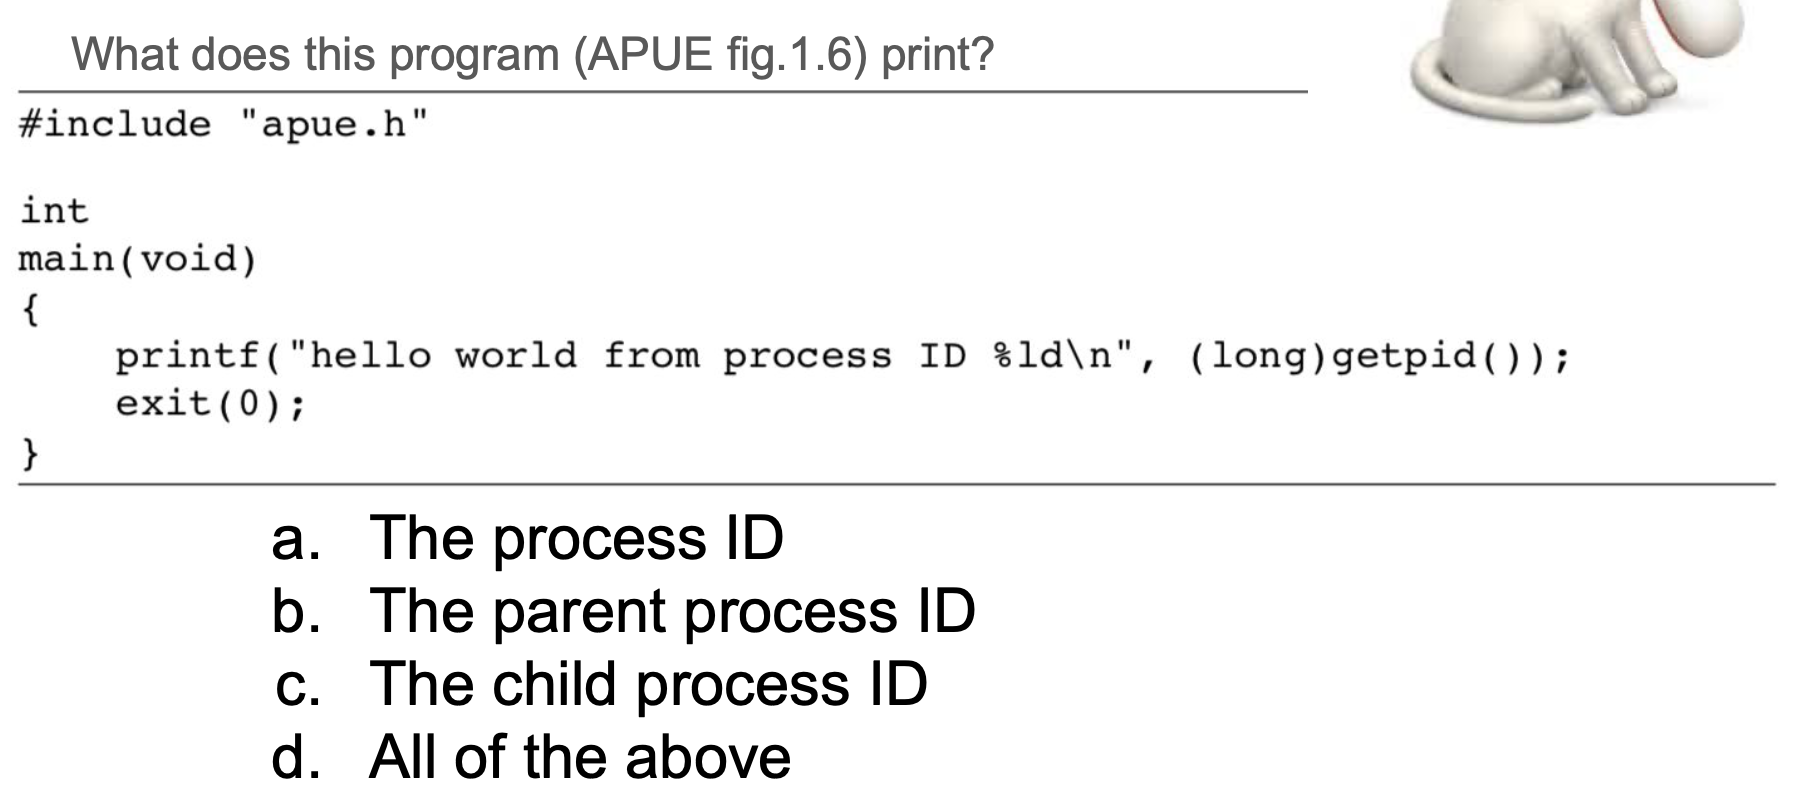 What does this program (APUE fig.1.6) print?
#include "apue.h"
int
main(void)
{
printf("hello world from process ID %ld\n", (long)getpid());
exit(0);
}
a. The process ID
b. The parent process ID
c. The child process ID
d. All of the above